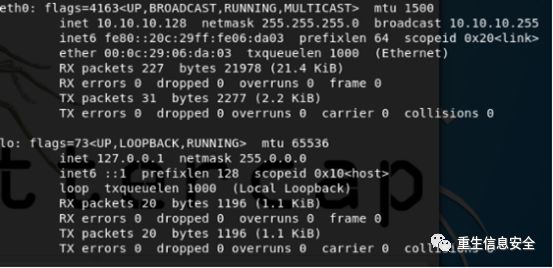 eth0: flags=4163<UP,BROADCAST,RUNNING,MULTICAST>  mtu 1500
inet 10.10.10.128  netmask 255.255.255.0  broadcast 10.10.10.255
inet6 fe80::20c:29ff:fe06:da03  prefixlen 64  scopeid 0x20<link>
ether 00:0c:29:06:da:03  txqueuelen 1000  (Ethernet)
RX packets 227  bytes 21978 (21.4 KiB)
RX errors 0  dropped 0  overruns 0  frame 0
TX packets 31  bytes 2277 (2.2 KiB)
TX errors 0  dropped 0 overruns 0  carrier 0  collisions 0
lo: flags=73<UP,LOOPBACK,RUNNING>  mtu 65536
inet 127.0.0.1  netmask 255.0.0.0
inet6 ::1  prefixlen 128  scopeid 0x10<host>
loop  txqueuelen 1000  (Local Loopback)
RX packets 20  bytes 1196 (1.1 KiB)
RX errors 0  dropped 0  overruns 0  frame 0
TX packets 20  bytes 1196 (1.1 KiB)
TX errors 0  dropped 0 overruns 0  carrier 0
ttercap
重生信息安全